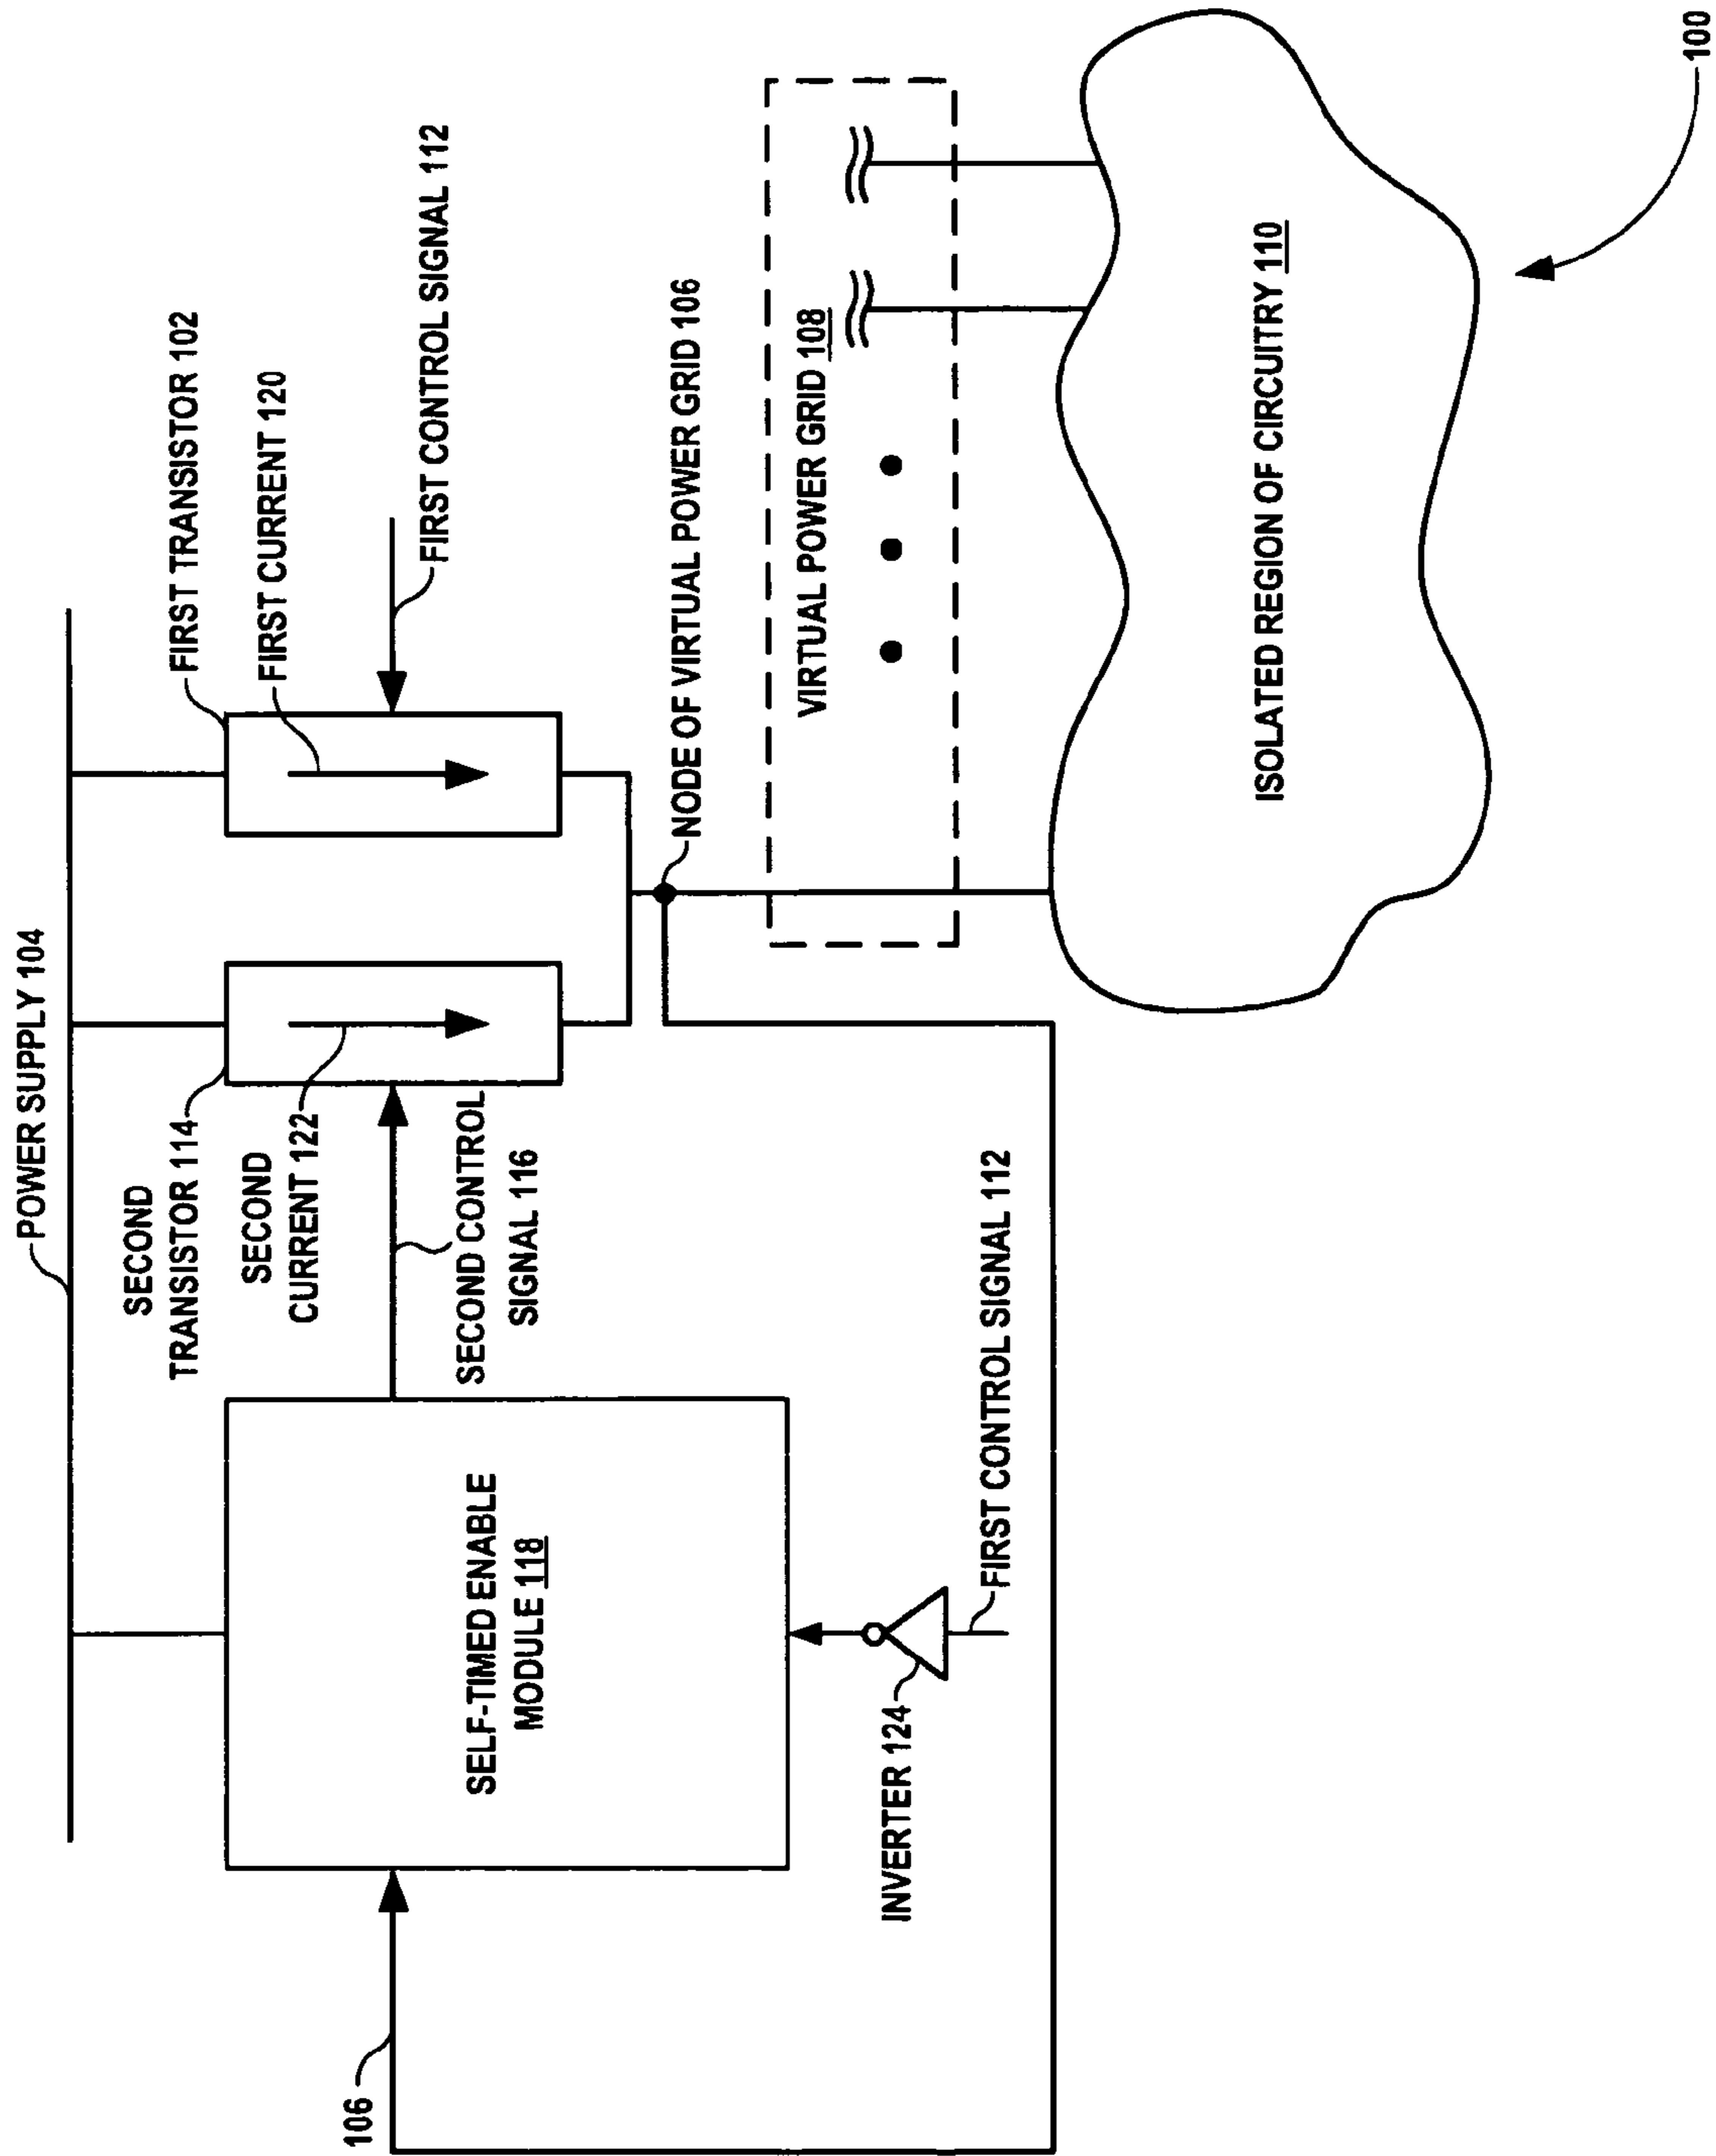 POWER SUPPLY 104
SECOND
TRANSISTOR 114
SECOND
CURRENT 122
FIRST TRANSISTOR 102
FIRST CURRENT 120
FIRST CONTROL SIGNAL 112
106
SELF-TIMED ENABLE
MODULE 118
SECOND CONTROL
SIGNAL 116
NODE OF VIRTUAL POWER GRID 106
VIRTUAL POWER GRID 108
INVERTER 124
FIRST CONTROL SIGNAL 112
ISOLATED REGION OF CIRCUITRY 110
100